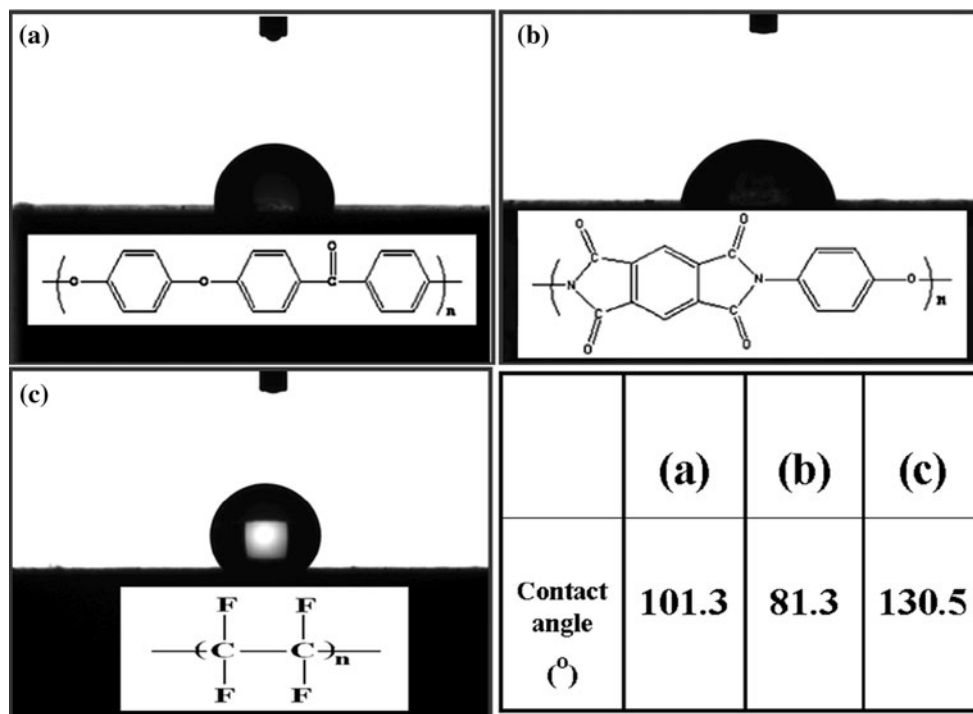 (a)
O O O C n
(b)
O O
C C
N N O n
C C
O O
(c)
F F
C C n
F F
(a) (b) (c)
Contact angle (o) 101.3 81.3 130.5